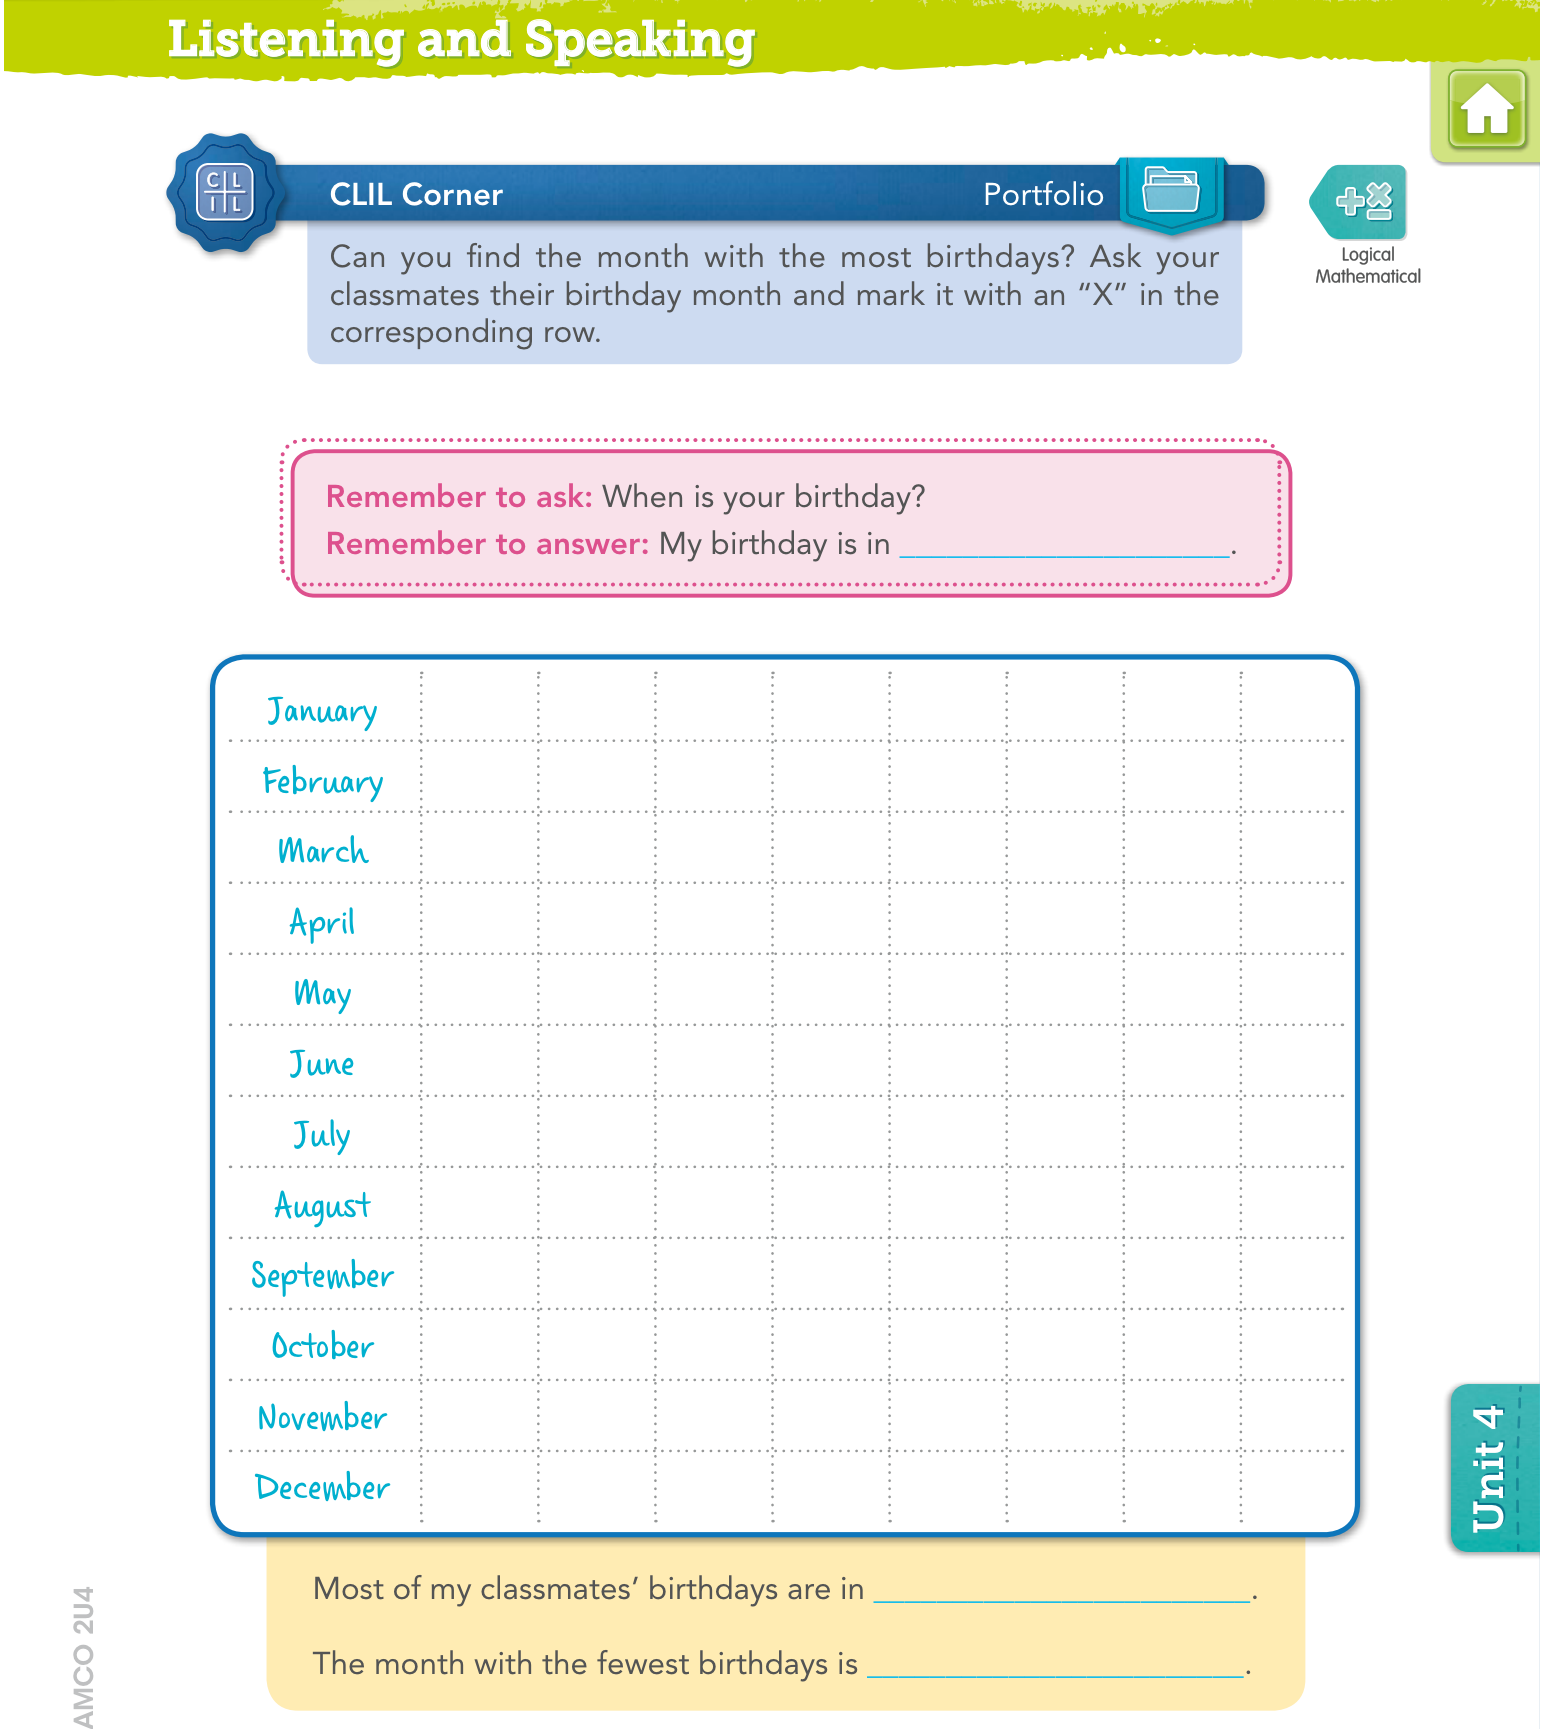 Listening and Speaking
C L
I L
CLIL Corner
Portfolio
Can you find the month with the most birthdays? Ask your
classmates their birthday month and mark it with an “X” in the
corresponding row.
Logical
Mathematical
Remember to ask: When is your birthday?
Remember to answer: My birthday is in ____________________.
January
February
March
April
May
June
July
August
September
October
November
December
Unit 4
Most of my classmates’ birthdays are in _______________________.
The month with the fewest birthdays is _______________________.
AMCO 2U4